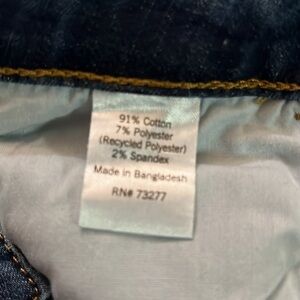 91% Cotton
7% Polyester
(Recycled Polyester)
2% Spandex
Made in Bangladesh
RN# 73277